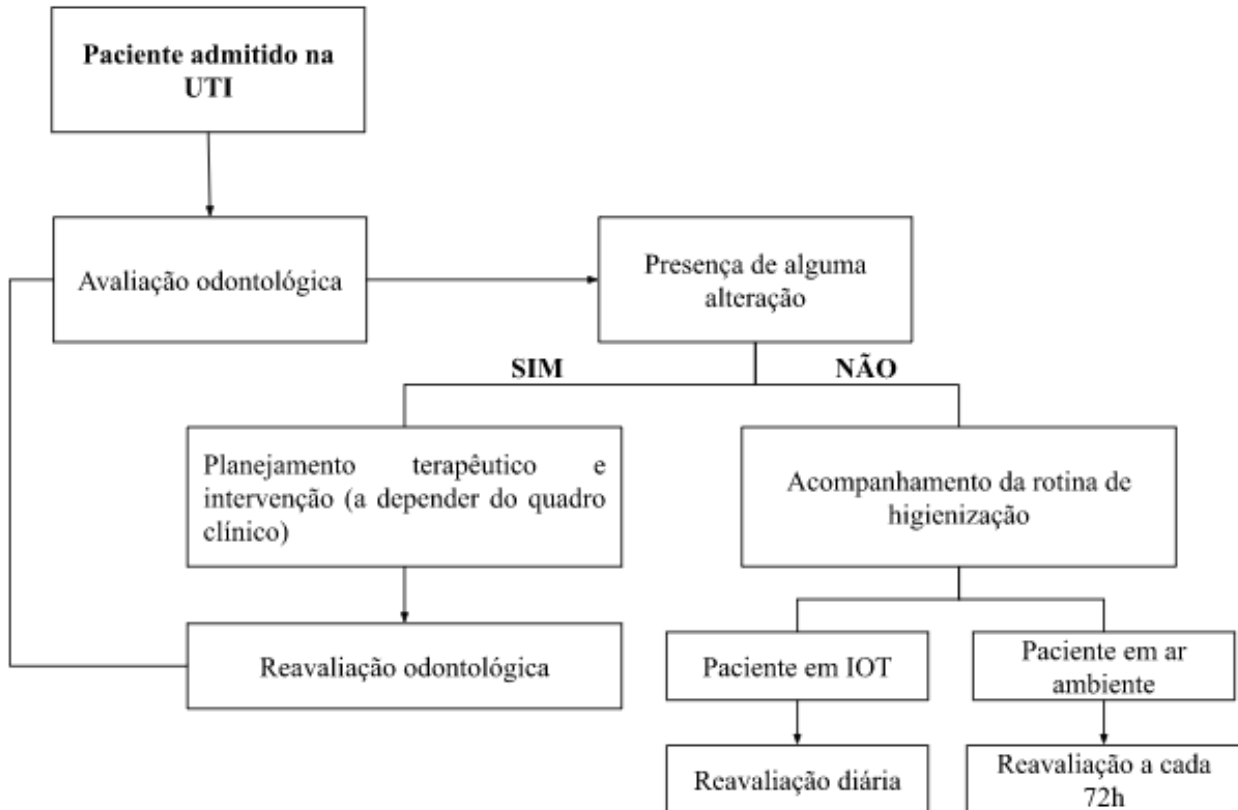 Paciente admitido na
UTI
Avaliação odontológica
Presença de alguma
alteração
SIM
NÃO
Planejamento terapêutico e
intervenção (a depender do quadro
clínico)
Acompanhamento da rotina de
higienização
Reavaliação odontológica
Paciente em IOT
Paciente em ar
ambiente
Reavaliação diária
Reavaliação a cada
72h